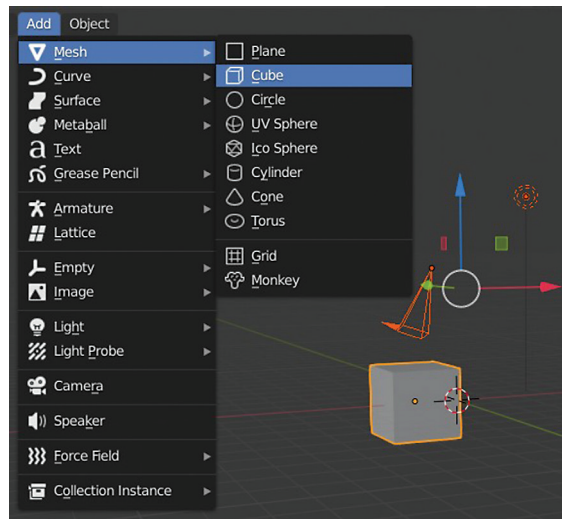 Add Object
Mesh
Curve
Surface
Metaball
Text
Grease Pencil
Armature
Lattice
Empty
Image
Light
Light Probe
Camera
Speaker
Force Field
Collection Instance
Plane
Cube
Circle
UV Sphere
Ico Sphere
Cylinder
Cone
Torus
Grid
Monkey